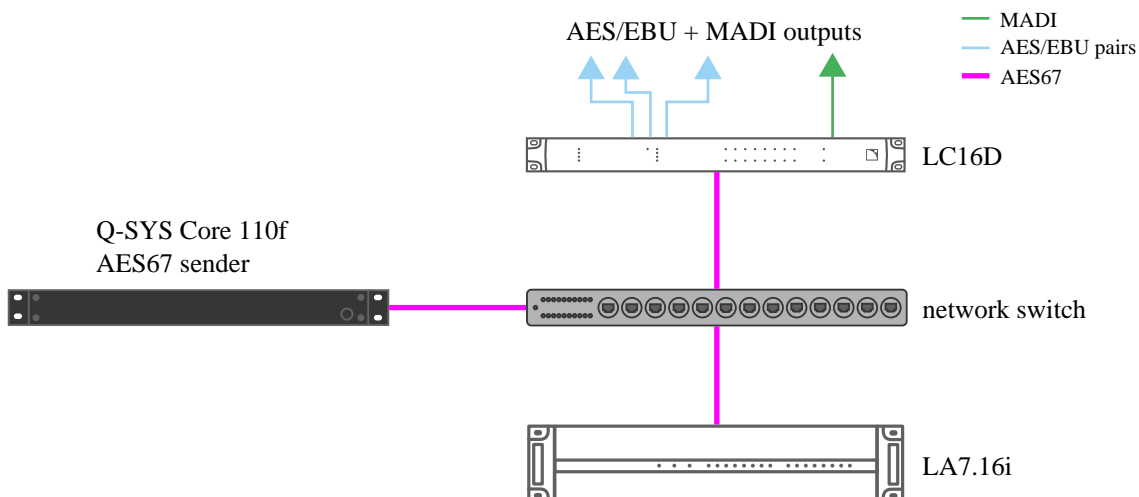 AES/EBU + MADI outputs
MADI
AES/EBU pairs
AES67
LC16D
Q-SYS Core 110f
AES67 sender
network switch
LA7.16i